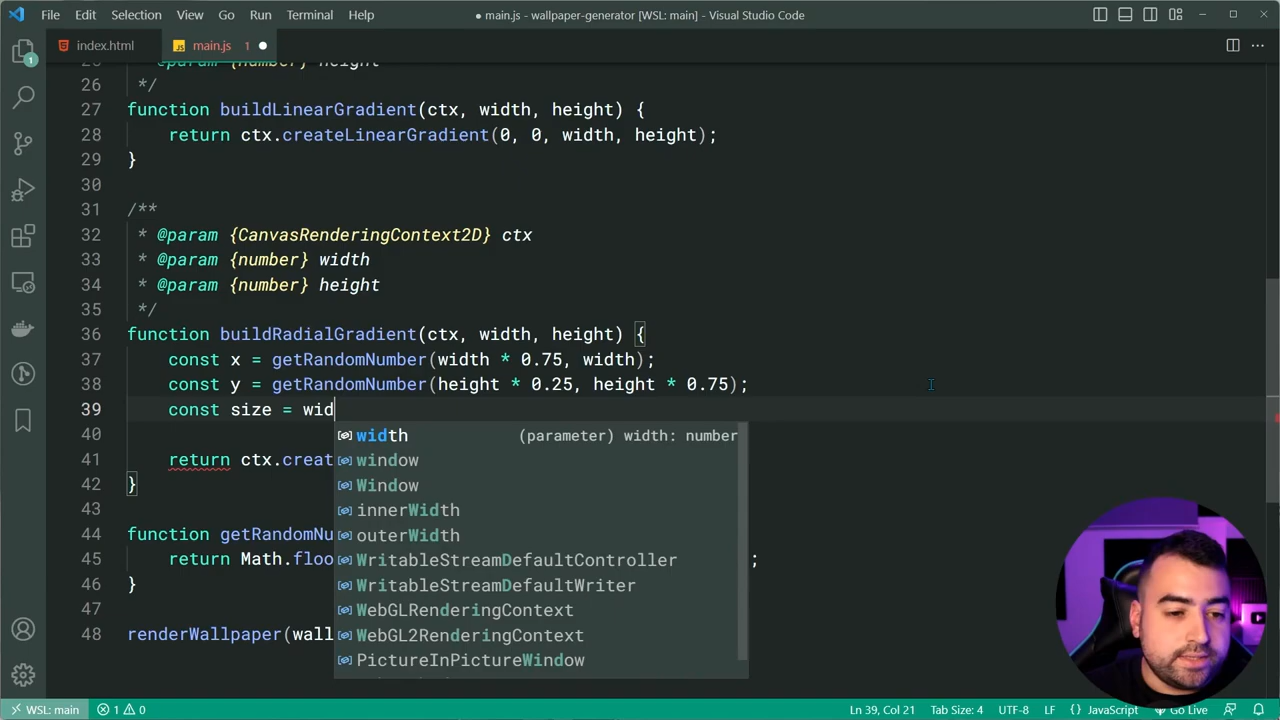 File Edit Selection View Go Run Terminal Help
● main.js - wallpaper-generator [WSL: main] - Visual Studio Code
index.html JS main.js 1 ●
1
26 */
27 function buildLinearGradient(ctx, width, height) {
28 return ctx.createLinearGradient(0, 0, width, height);
29 }
30
31 /**
32 * @param {CanvasRenderingContext2D} ctx
33 * @param {number} width
34 * @param {number} height
35 */
36 function buildRadialGradient(ctx, width, height) {
37 const x = getRandomNumber(width * 0.75, width);
38 const y = getRandomNumber(height * 0.25, height * 0.75);
39 const size = wid
width (parameter) width: number
40
window
41 return ctx.creat
Window
42 }
innerWidth
43
outerWidth
44 function getRandomNu
WritableStreamDefaultController
45 return Math.floo ;
WritableStreamDefaultWriter
46 }
WebGLRenderingContext
47
WebGL2RenderingContext
48 renderWallpaper(wall
PictureInPictureWindow
WSL: main 1 0 Ln 39, Col 21 Tab Size: 4 UTF-8 LF {} JavaScript Go Live